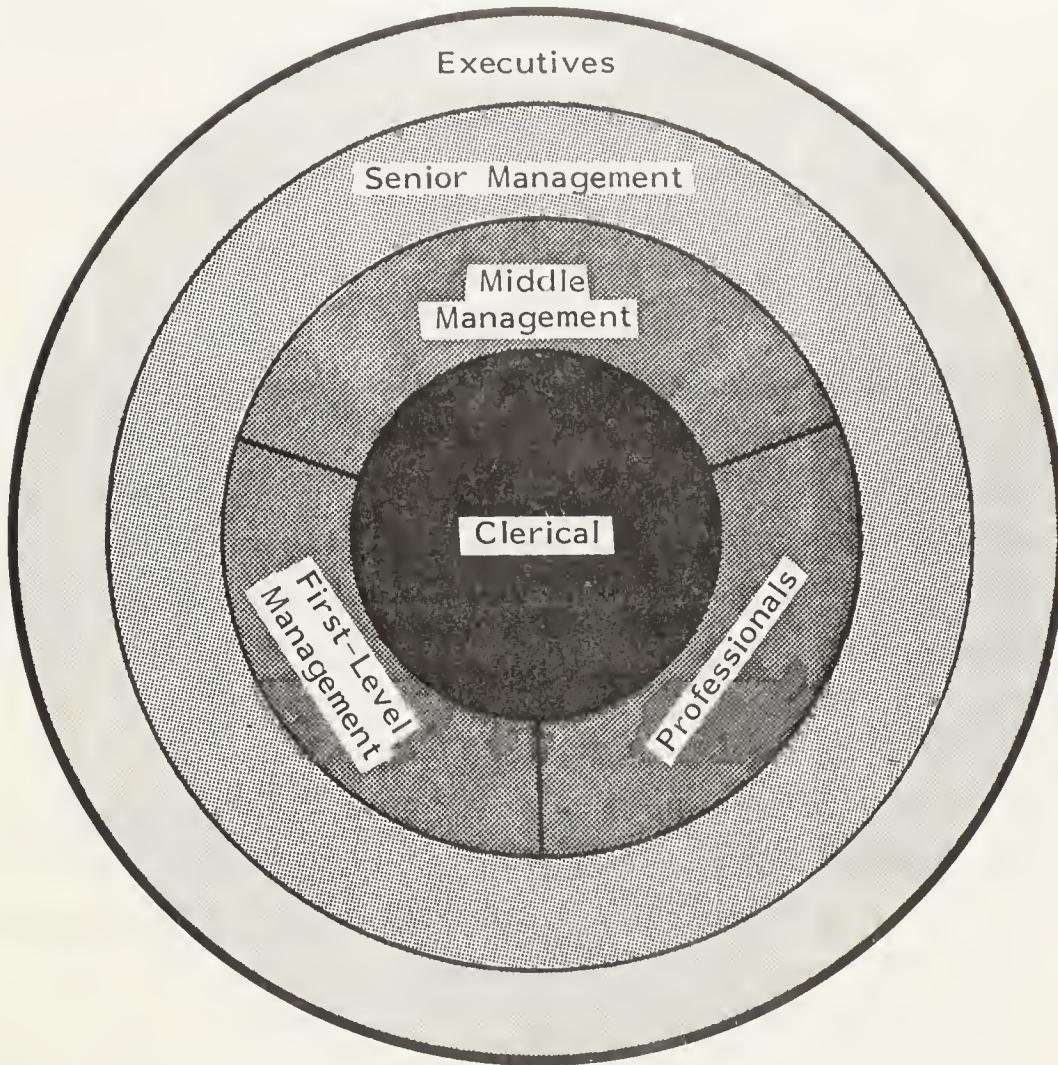 Executives
Senior Management
Middle
Management
Clerical
First-Level
Management
Professionals